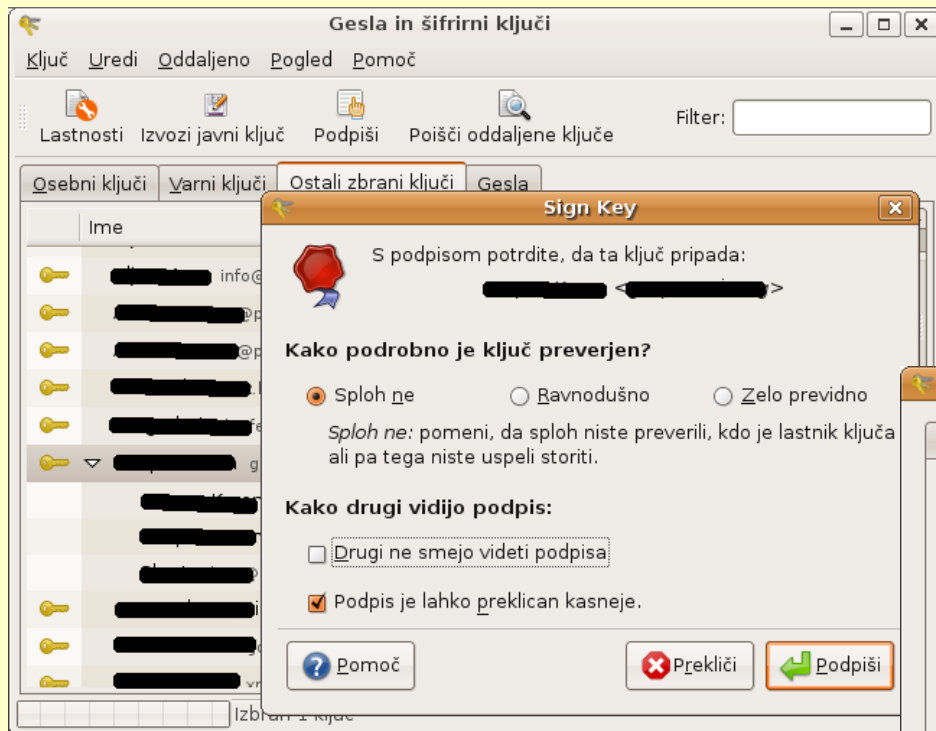 Gesla in šifrirni ključi
Ključ Uredi Oddaljeno Pogled Pomoč
Lastnosti Izvozi javni ključ Podpiši Poišči oddaljene ključe Filter:
Osebni ključi Varni ključi Ostali zbrani ključi Gesla
Ime
info@
@p
@p
Sign Key
S podpisom potrdite, da ta ključ pripada:
< >
Kako podrobno je ključ preverjen?
Sploh ne Ravnodušno Zelo previdno
Sploh ne: pomeni, da sploh niste preverili, kdo je lastnik ključa
ali pa tega niste uspeli storiti.
Kako drugi vidijo podpis:
Drugi ne smejo videti podpisa
Podpis je lahko preklican kasneje.
Pomoč Prekliči Podpiši
Izbran 1 ključ